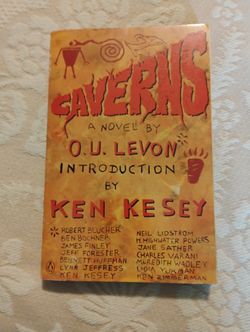 CAVERNS
A NOVEL BY
O.U. LEVON
INTRODUCTION
BY
KEN KESEY
ROBERT BLUCHER
BEN BOCHNER
JAMES FINLEY
JEFF FORESTER
BENNETT HUFFMAN
LYNN JEFFRESS
KEN KESEY
NEIL LIDSTROM
H. HIGHWATER POWERS
JANE SATHER
CHARLES VARANI
MEREDITH WADLEY
LIDIA YUKMAN
KEN ZIMMERMAN